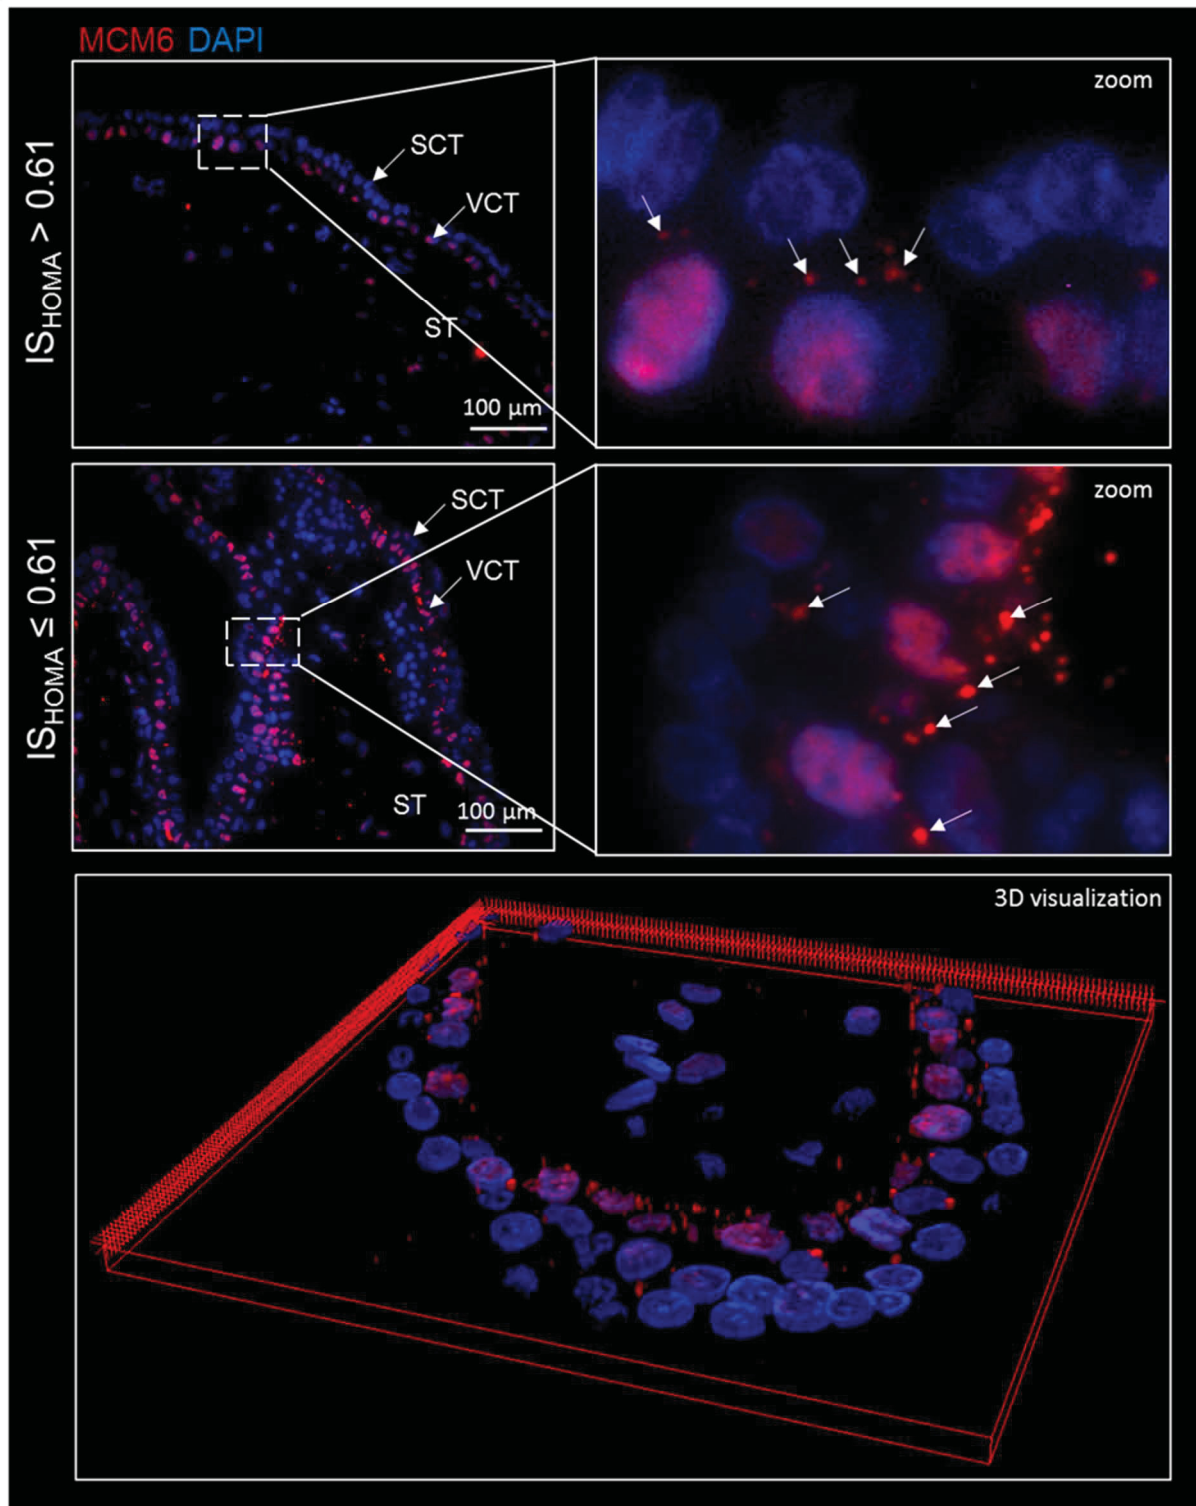 MCM6 DAPI
IS_HOMA > 0.61
SCT
VCT
ST
100 µm
zoom
IS_HOMA ≤ 0.61
SCT
VCT
ST
100 µm
zoom
3D visualization